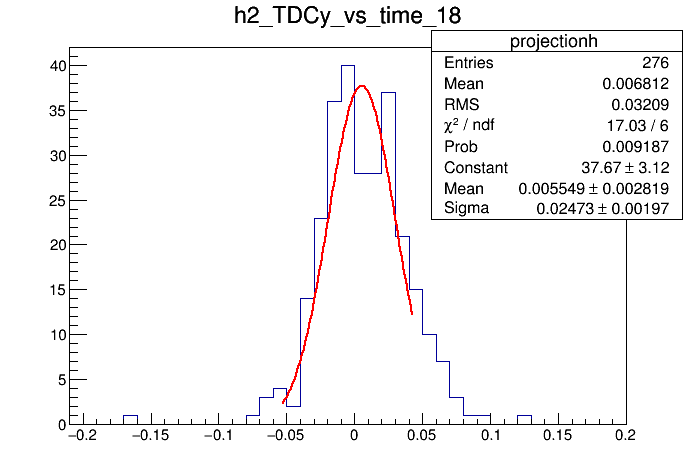 h2_TDCy_vs_time_18
projectionh
Entries 276
Mean 0.006812
RMS 0.03209
χ² / ndf 17.03 / 6
Prob 0.009187
Constant 37.67 ± 3.12
Mean 0.005549 ± 0.002819
Sigma 0.02473 ± 0.00197
40
35
30
25
20
15
10
5
0
−0.2 −0.15 −0.1 −0.05 0 0.05 0.1 0.15 0.2